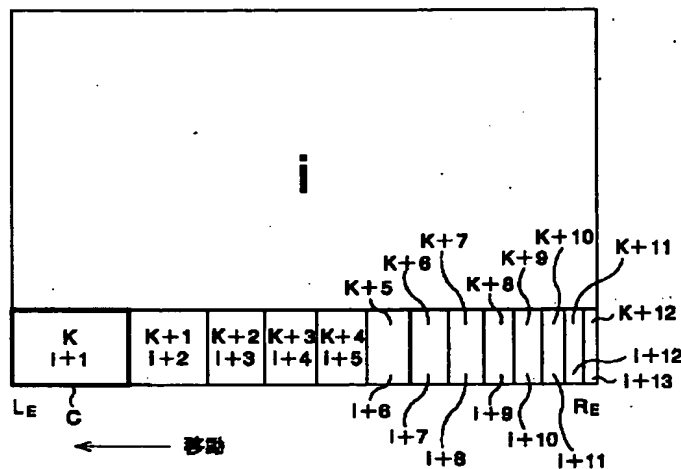 i
K+7
K+10
K+6
K+9
K+11
K+5
K+8
K+12
K
i+1
K+1
i+2
K+2
i+3
K+3
i+4
K+4
i+5
i+12
i+13
LE
C
i+6
i+9
RE
i+7
i+10
i+8
i+11
移動